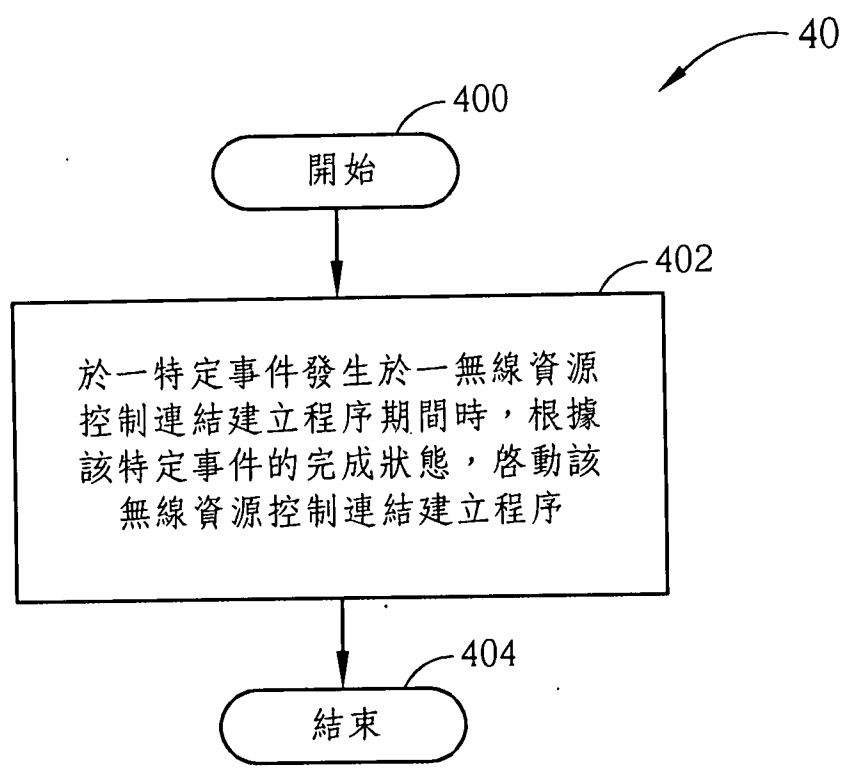 40
400
開始
402
於一特定事件發生於一無線資源
控制連結建立程序期間時，根據
該特定事件的完成狀態，啓動該
無線資源控制連結建立程序
404
結束